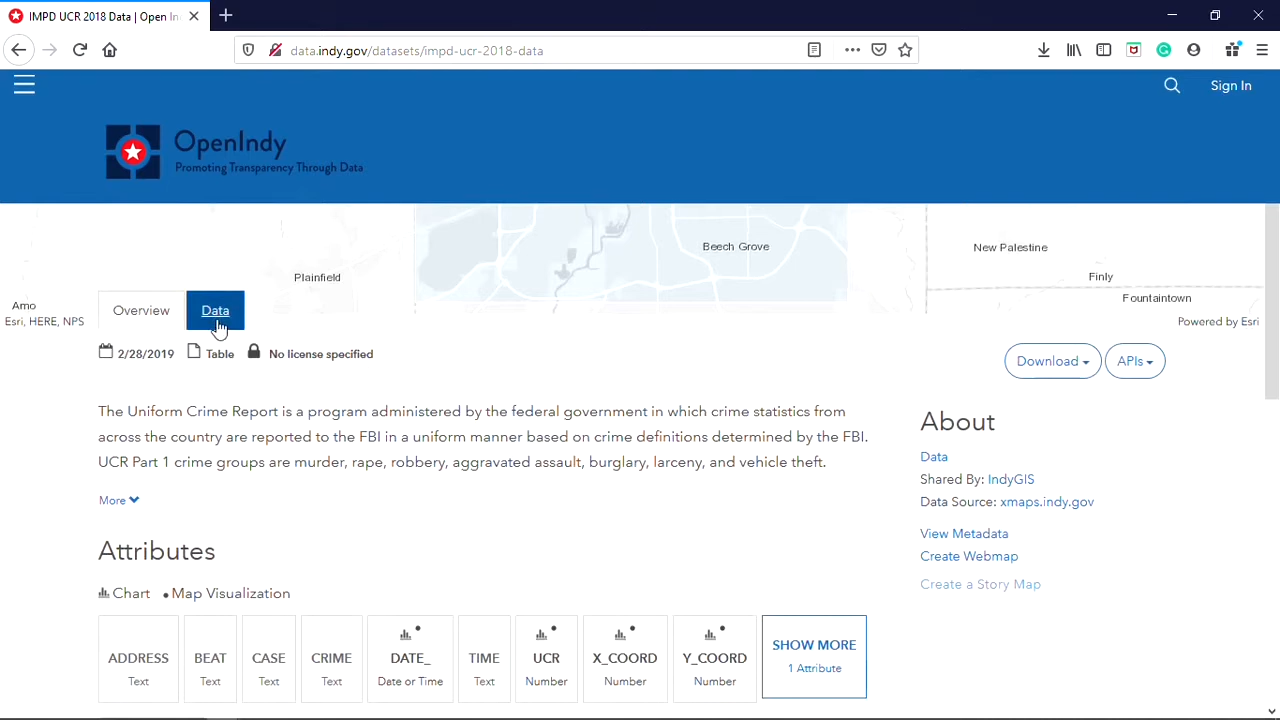 IMPD UCR 2018 Data | Open In
data.indy.gov/datasets/impd-ucr-2018-data
Sign In
OpenIndy
Promoting Transparency Through Data
Beech Grove
New Palestine
Plainfield
Finly
Fountaintown
Amo
Esri, HERE, NPS
Powered by Esri
Overview
Data
2/28/2019 Table No license specified
Download
APIs
The Uniform Crime Report is a program administered by the federal government in which crime statistics from
across the country are reported to the FBI in a uniform manner based on crime definitions determined by the FBI.
UCR Part 1 crime groups are murder, rape, robbery, aggravated assault, burglary, larceny, and vehicle theft.
More
About
Data
Shared By: IndyGIS
Data Source: xmaps.indy.gov
View Metadata
Create Webmap
Create a Story Map
Attributes
Chart Map Visualization
ADDRESS
Text
BEAT
Text
CASE
Text
CRIME
Text
DATE_
Date or Time
TIME
Text
UCR
Number
X_COORD
Number
Y_COORD
Number
SHOW MORE
1 Attribute